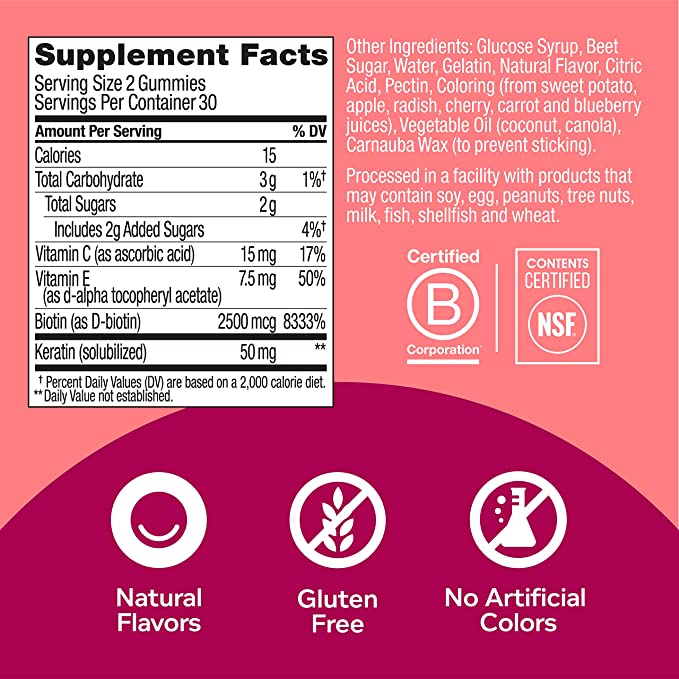 Supplement Facts
Serving Size 2 Gummies
Servings Per Container 30
Amount Per Serving % DV
Calories 15
Total Carbohydrate 3g 1%†
Total Sugars 2g
Includes 2g Added Sugars 4%†
Vitamin C (as ascorbic acid) 15 mg 17%
Vitamin E 7.5 mg 50%
(as d-alpha tocopheryl acetate)
Biotin (as D-biotin) 2500 mcg 8333%
Keratin (solubilized) 50 mg **
† Percent Daily Values (DV) are based on a 2,000 calorie diet.
** Daily Value not established.
Other Ingredients: Glucose Syrup, Beet
Sugar, Water, Gelatin, Natural Flavor, Citric
Acid, Pectin, Coloring (from sweet potato,
apple, radish, cherry, carrot and blueberry
juices), Vegetable Oil (coconut, canola),
Carnauba Wax (to prevent sticking).
Processed in a facility with products that
may contain soy, egg, peanuts, tree nuts,
milk, fish, shellfish and wheat.
Certified
B
Corporation
CONTENTS
CERTIFIED
NSF
Natural
Flavors
Gluten
Free
No Artificial
Colors